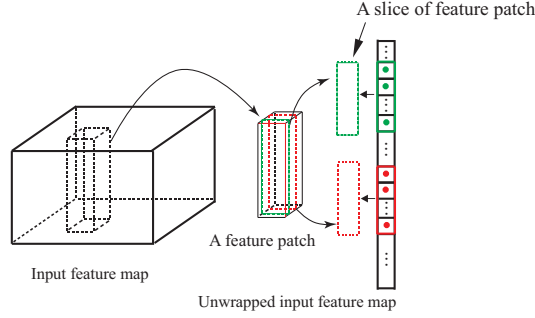 A slice of feature patch
A feature patch
Input feature map
Unwrapped input feature map